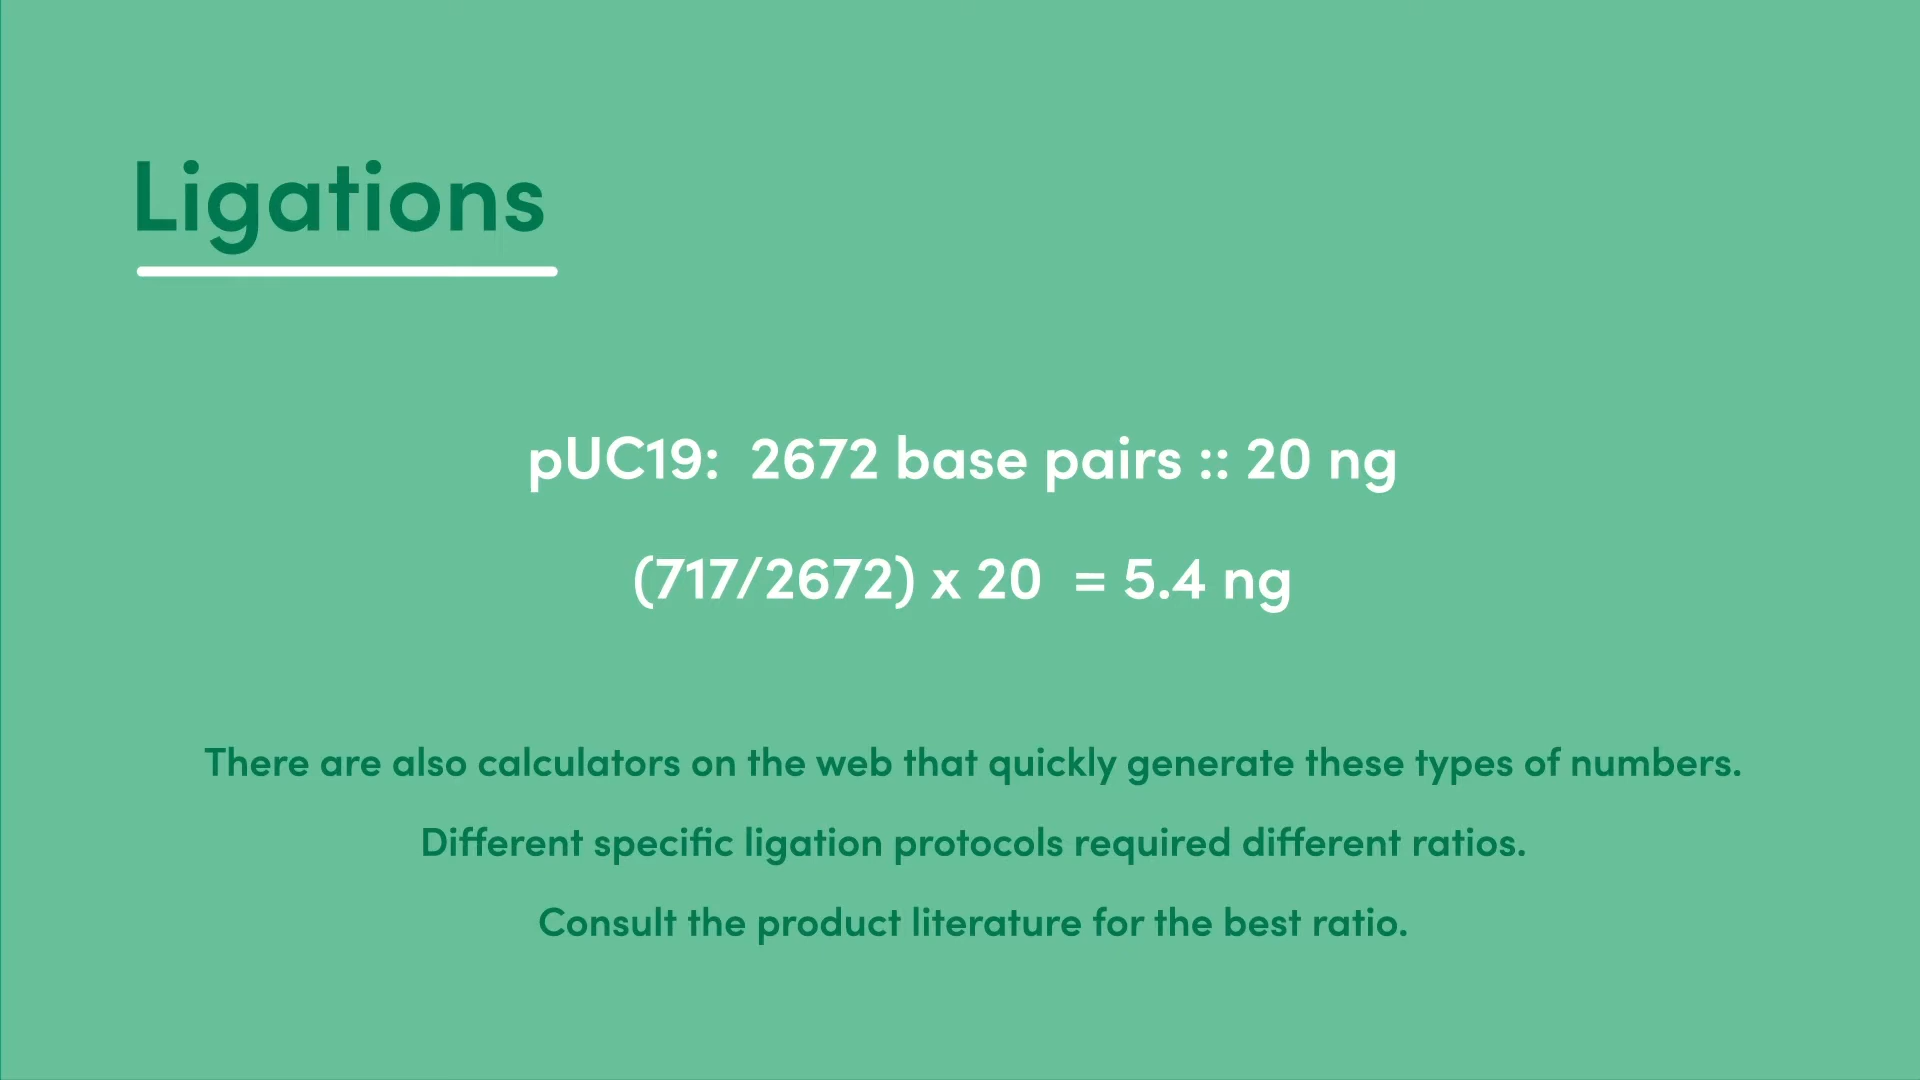 Ligations
pUC19: 2672 base pairs :: 20 ng
(717/2672) x 20 = 5.4 ng
There are also calculators on the web that quickly generate these types of numbers.
Different specific ligation protocols required different ratios.
Consult the product literature for the best ratio.